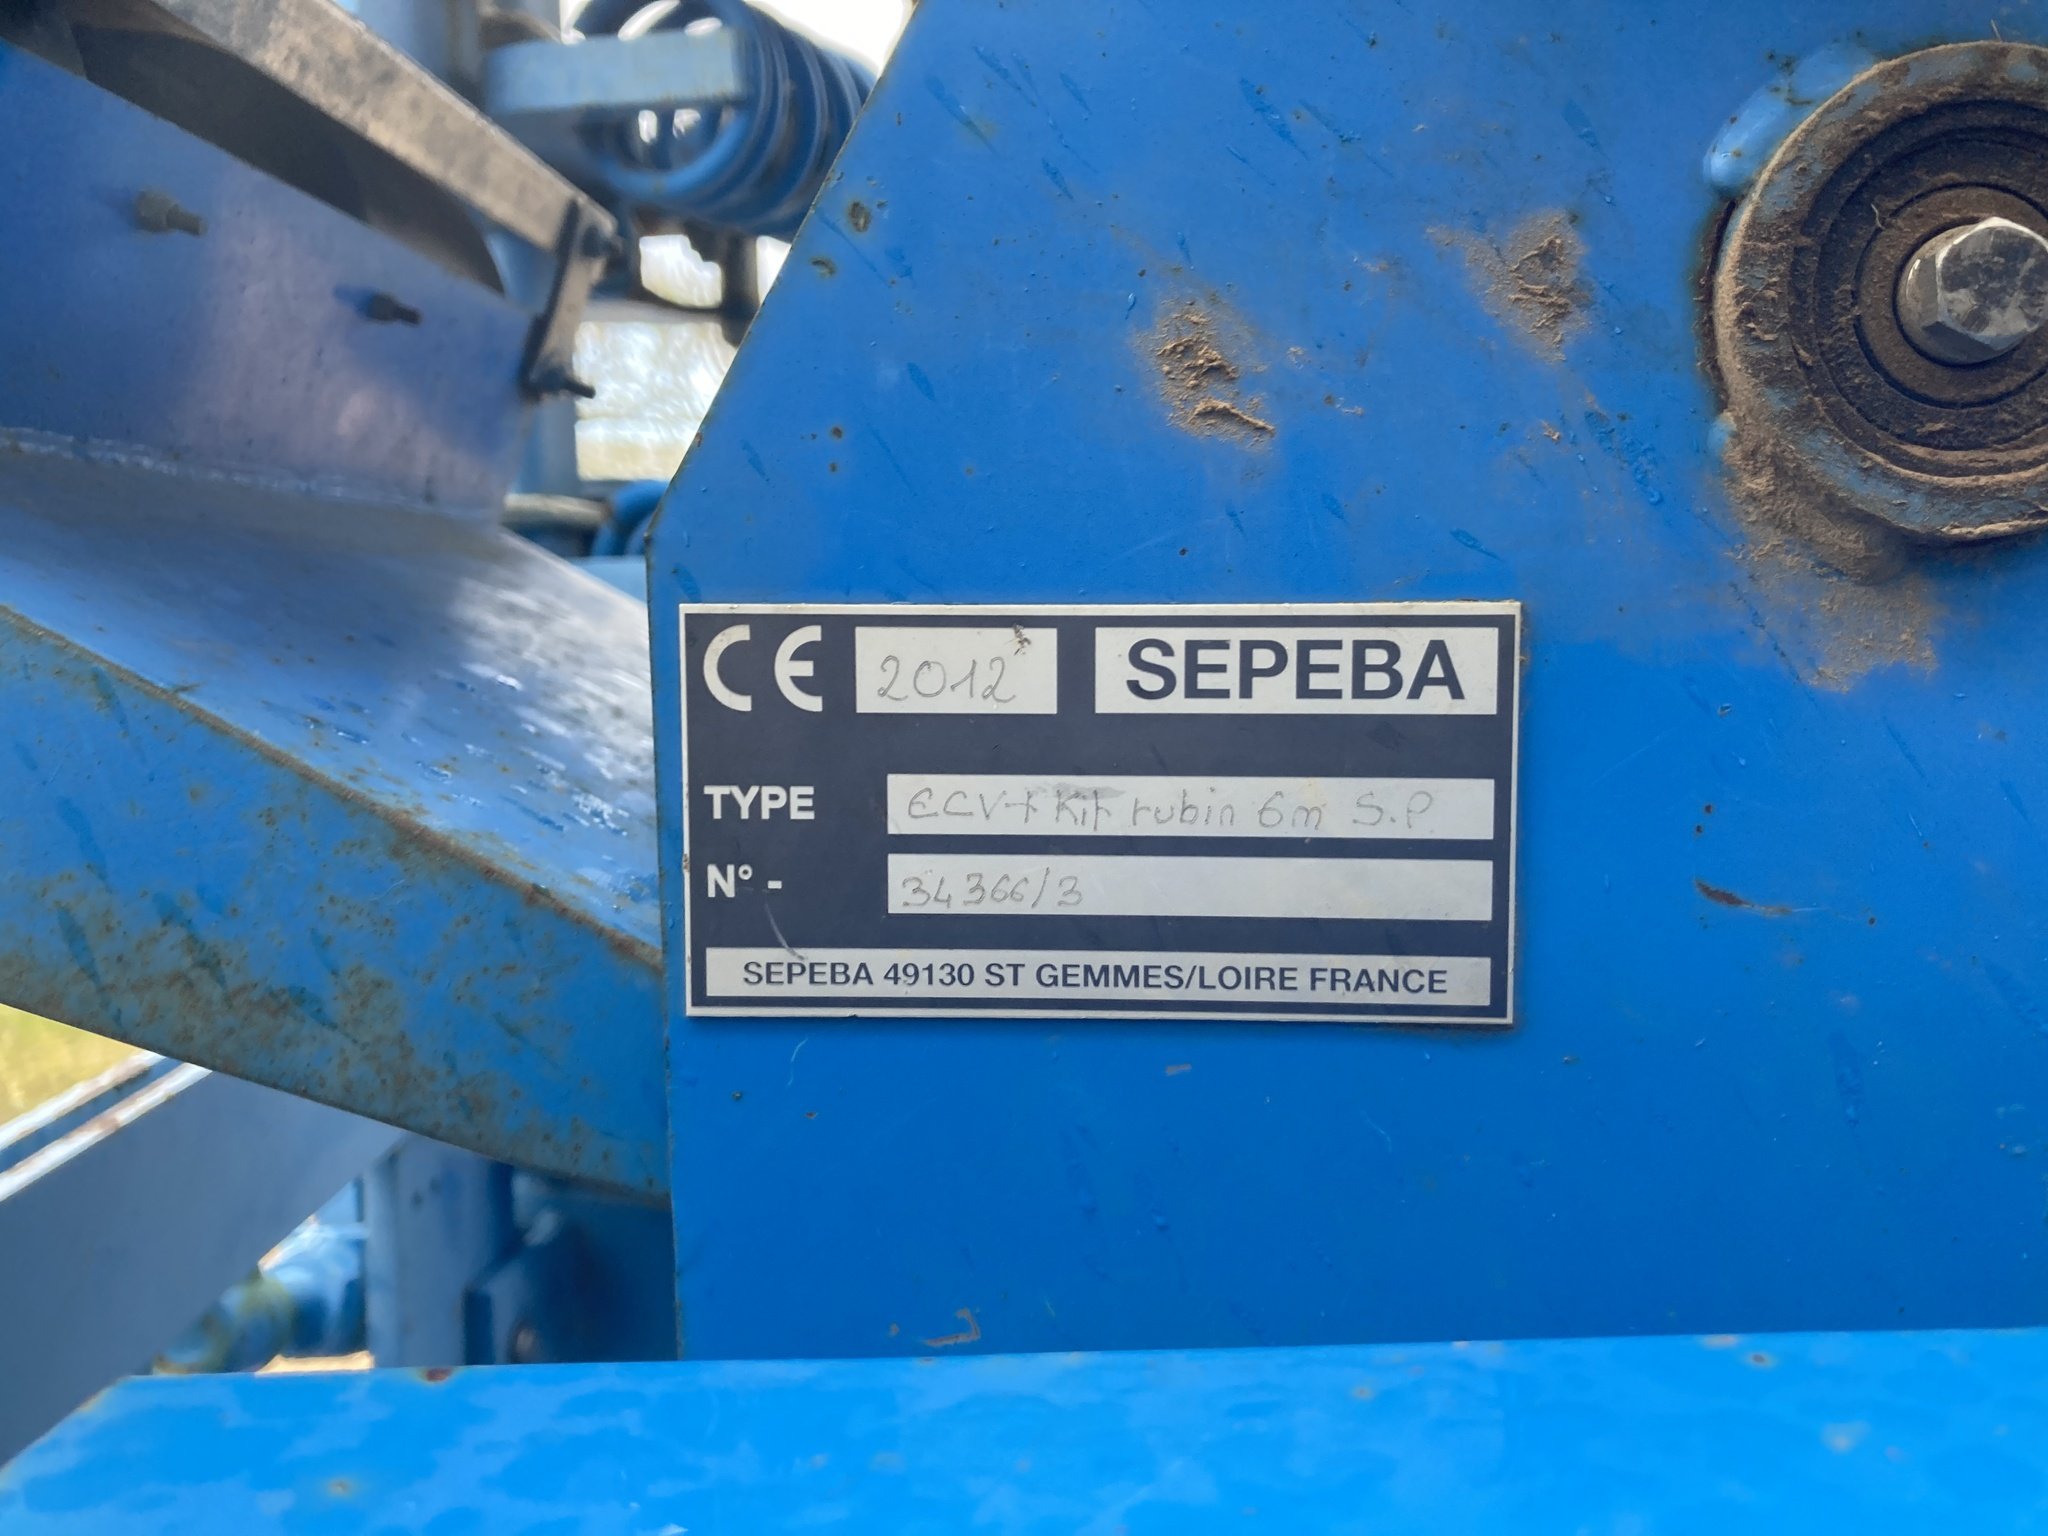 CE 2012 SEPEBA
TYPE ECV+ Kit rubin 6m S.P
N° - 34366/3
SEPEBA 49130 ST GEMMES/LOIRE FRANCE